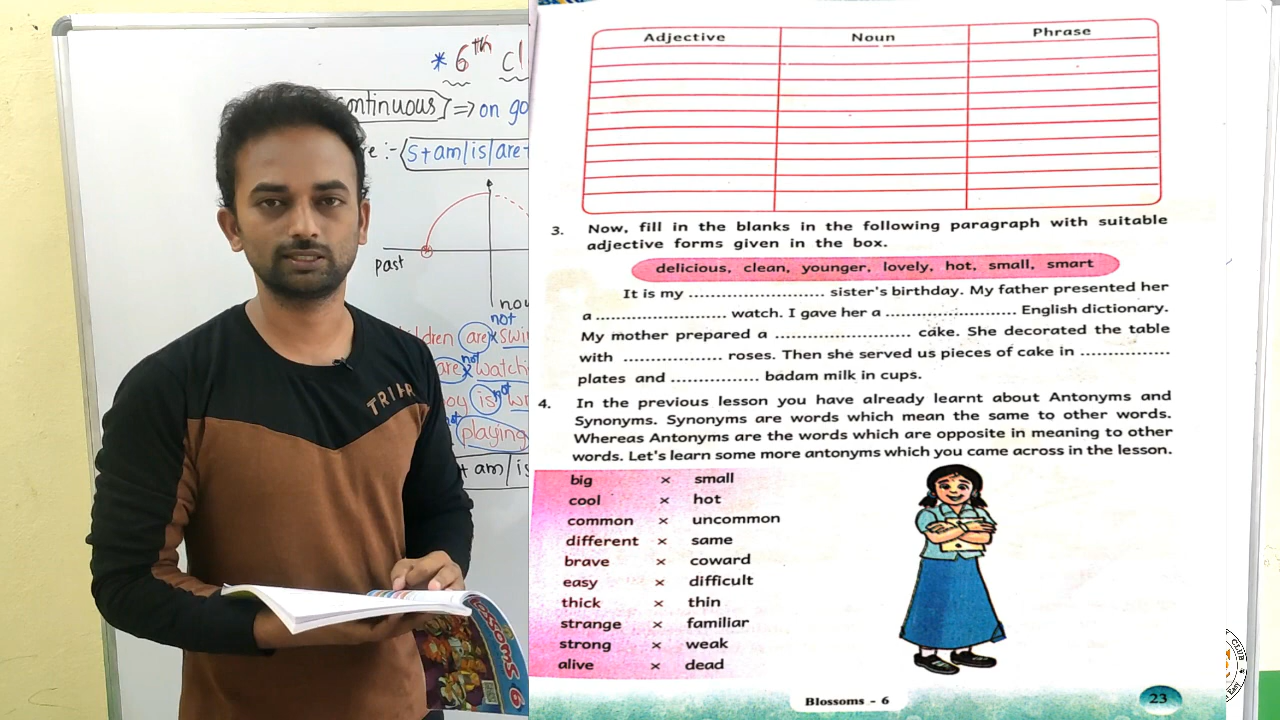 * 6th cl
continuous => on go
e :- s+am/is/are+
past
now
not
ldren are x swi
not
are x watchi
oy is not wr
not
playing
+ am/is
TRIPR
Blossoms 6
Adjective Noun Phrase
3. Now, fill in the blanks in the following paragraph with suitable
adjective forms given in the box.
delicious, clean, younger, lovely, hot, small, smart
It is my ........................ sister's birthday. My father presented her
a ........................ watch. I gave her a ........................ English dictionary.
My mother prepared a ........................ cake. She decorated the table
with .................. roses. Then she served us pieces of cake in ................
plates and ................ badam milk in cups.
4. In the previous lesson you have already learnt about Antonyms and
Synonyms. Synonyms are words which mean the same to other words.
Whereas Antonyms are the words which are opposite in meaning to other
words. Let's learn some more antonyms which you came across in the lesson.
big x small
cool x hot
common x uncommon
different x same
brave x coward
easy x difficult
thick x thin
strange x familiar
strong x weak
alive x dead
Blossoms - 6
23